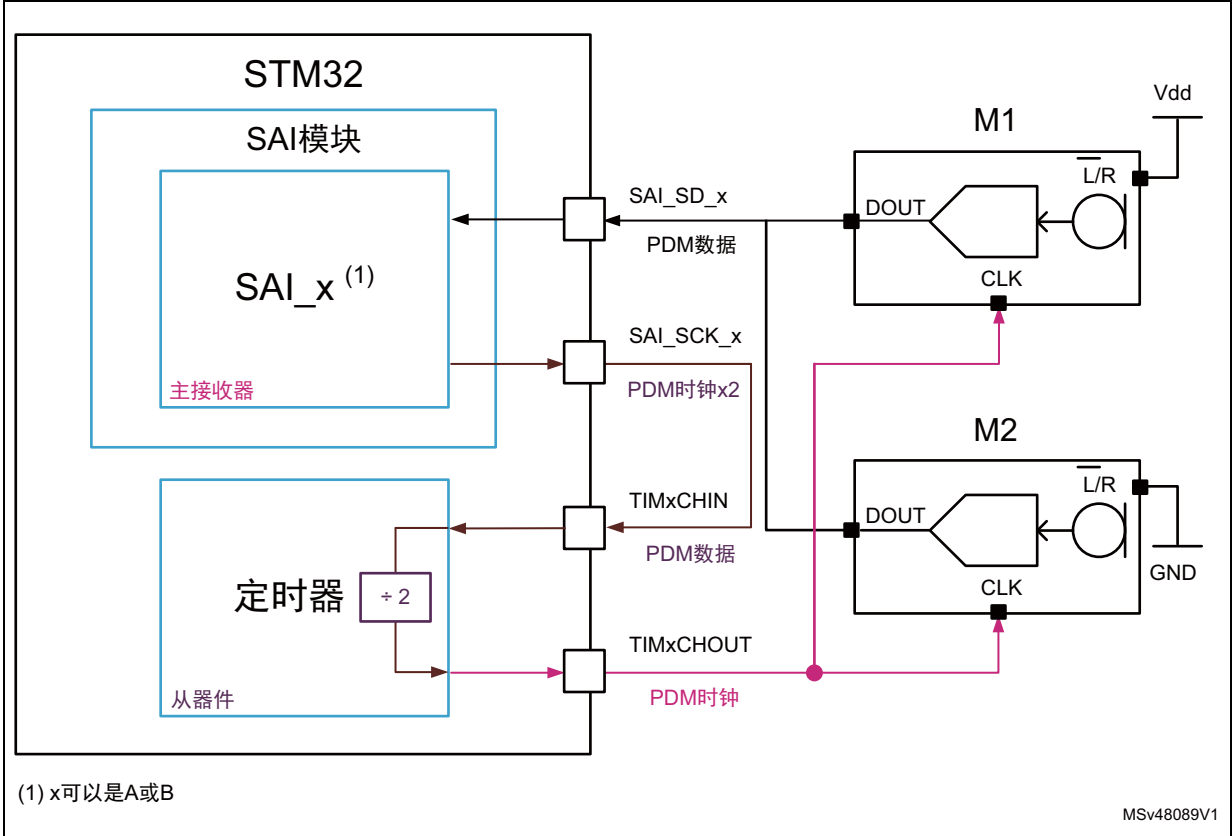 STM32
SAI模块
SAI_x (1)
主接收器
定时器
÷ 2
从器件
SAI_SD_x
PDM数据
SAI_SCK_x
PDM时钟x2
TIMxCHIN
PDM数据
TIMxCHOUT
PDM时钟
M1
Vdd
L/R
DOUT
CLK
M2
L/R
DOUT
CLK
GND
(1) x可以是A或B
MSv48089V1